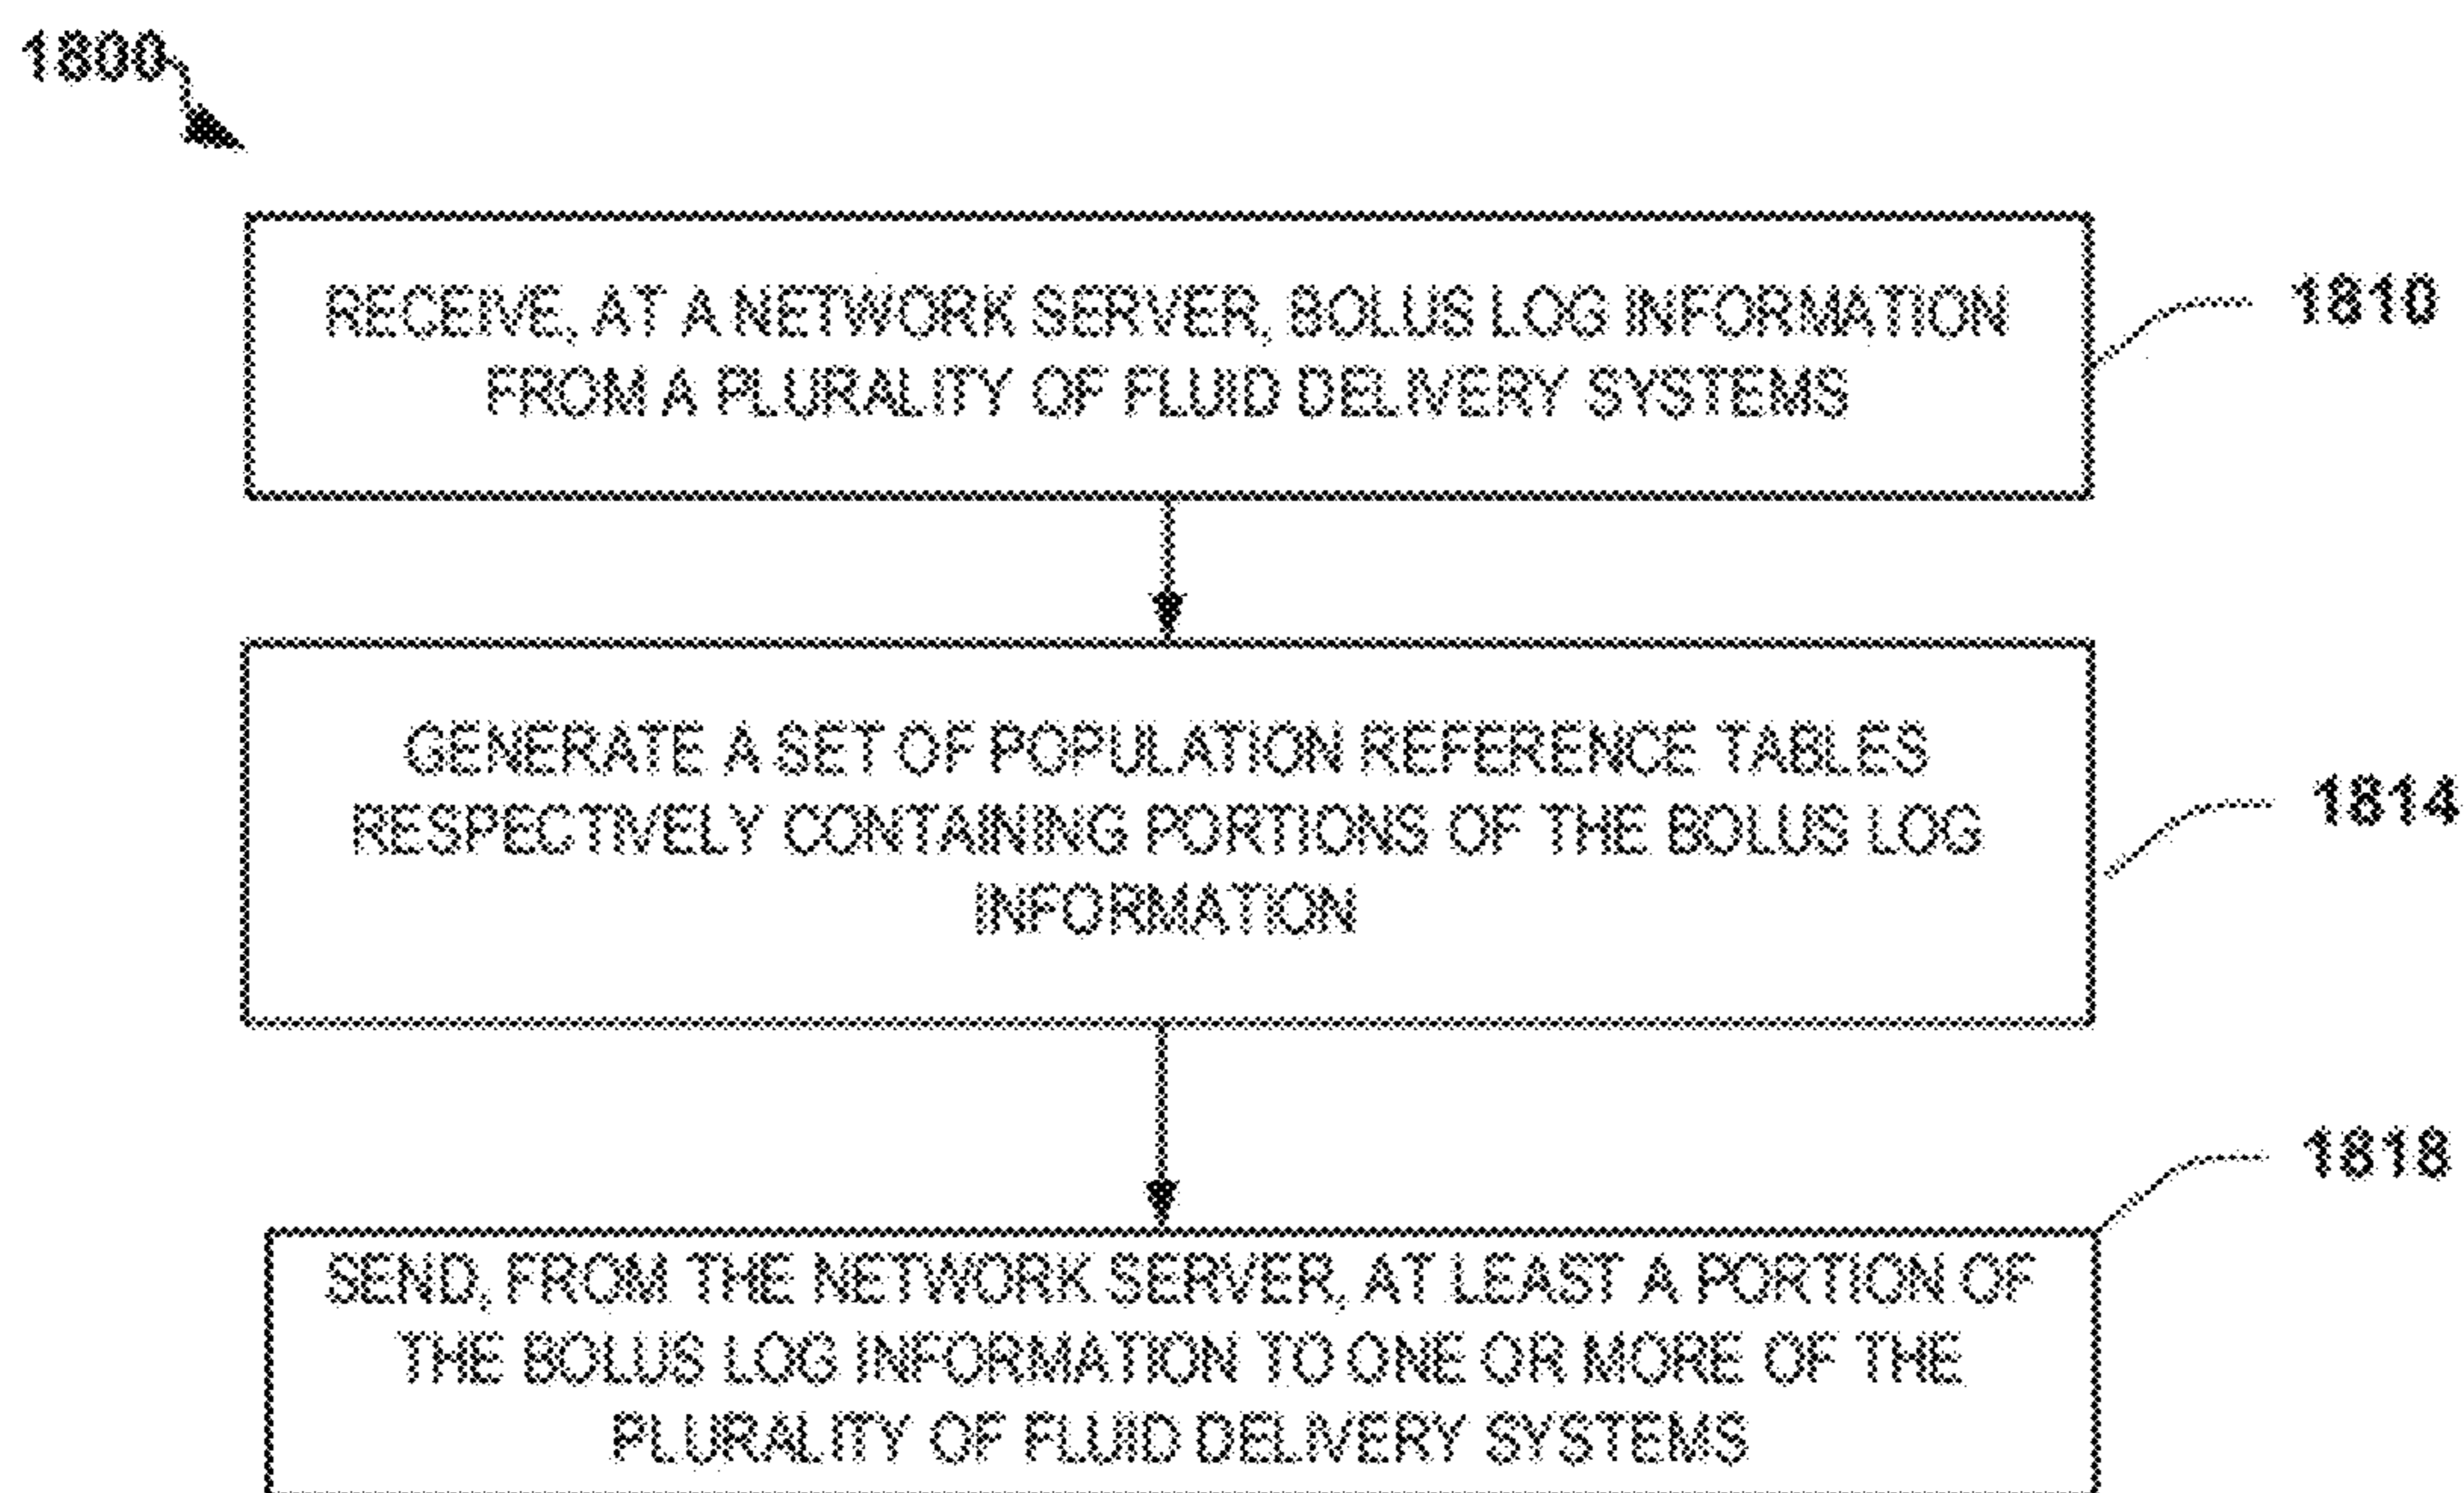 1800
RECEIVE, AT A NETWORK SERVER, BOLUS LOG INFORMATION
FROM A PLURALITY OF FLUID DELIVERY SYSTEMS
1810
GENERATE A SET OF POPULATION REFERENCE TABLES
RESPECTIVELY CONTAINING PORTIONS OF THE BOLUS LOG
INFORMATION
1814
1818
SEND, FROM THE NETWORK SERVER, AT LEAST A PORTION OF
THE BOLUS LOG INFORMATION TO ONE OR MORE OF THE
PLURALITY OF FLUID DELIVERY SYSTEMS